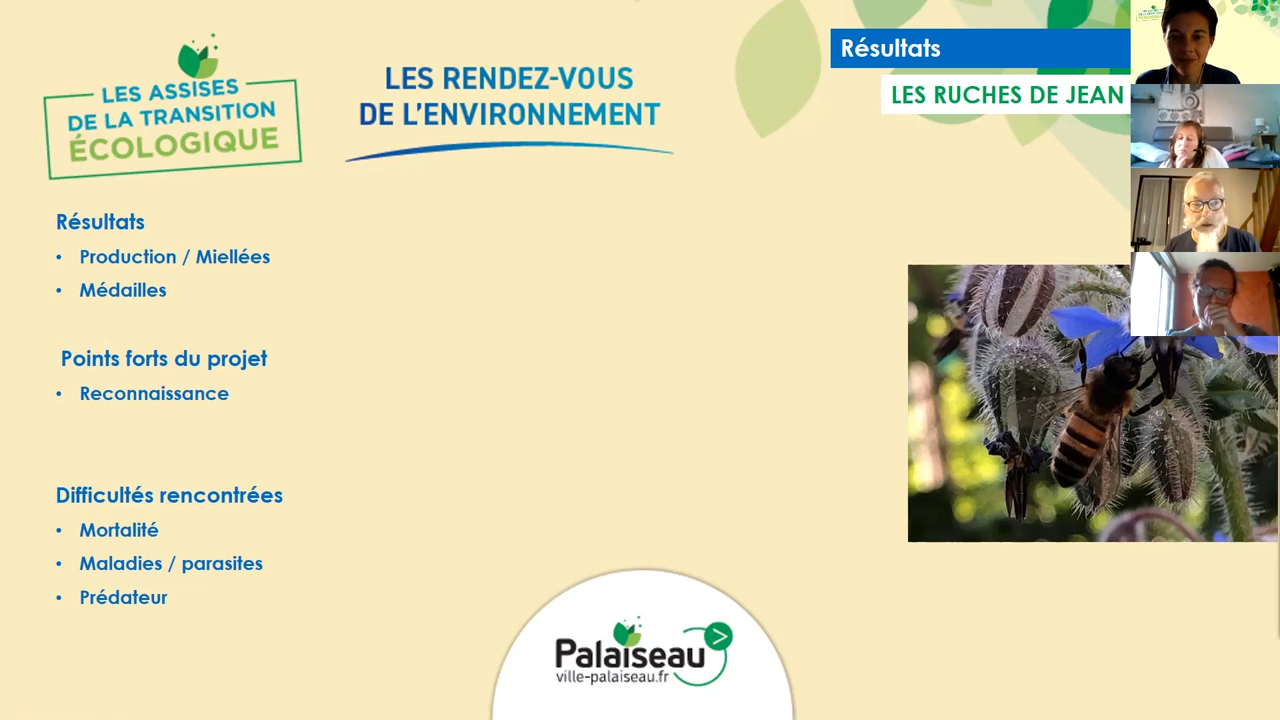 LES ASSISES
DE LA TRANSITION
ÉCOLOGIQUE
LES RENDEZ-VOUS
DE L'ENVIRONNEMENT
Résultats
LES RUCHES DE JEAN
Résultats
• Production / Miellées
• Médailles
Points forts du projet
• Reconnaissance
Difficultés rencontrées
• Mortalité
• Maladies / parasites
• Prédateur
Palaiseau
ville-palaiseau.fr